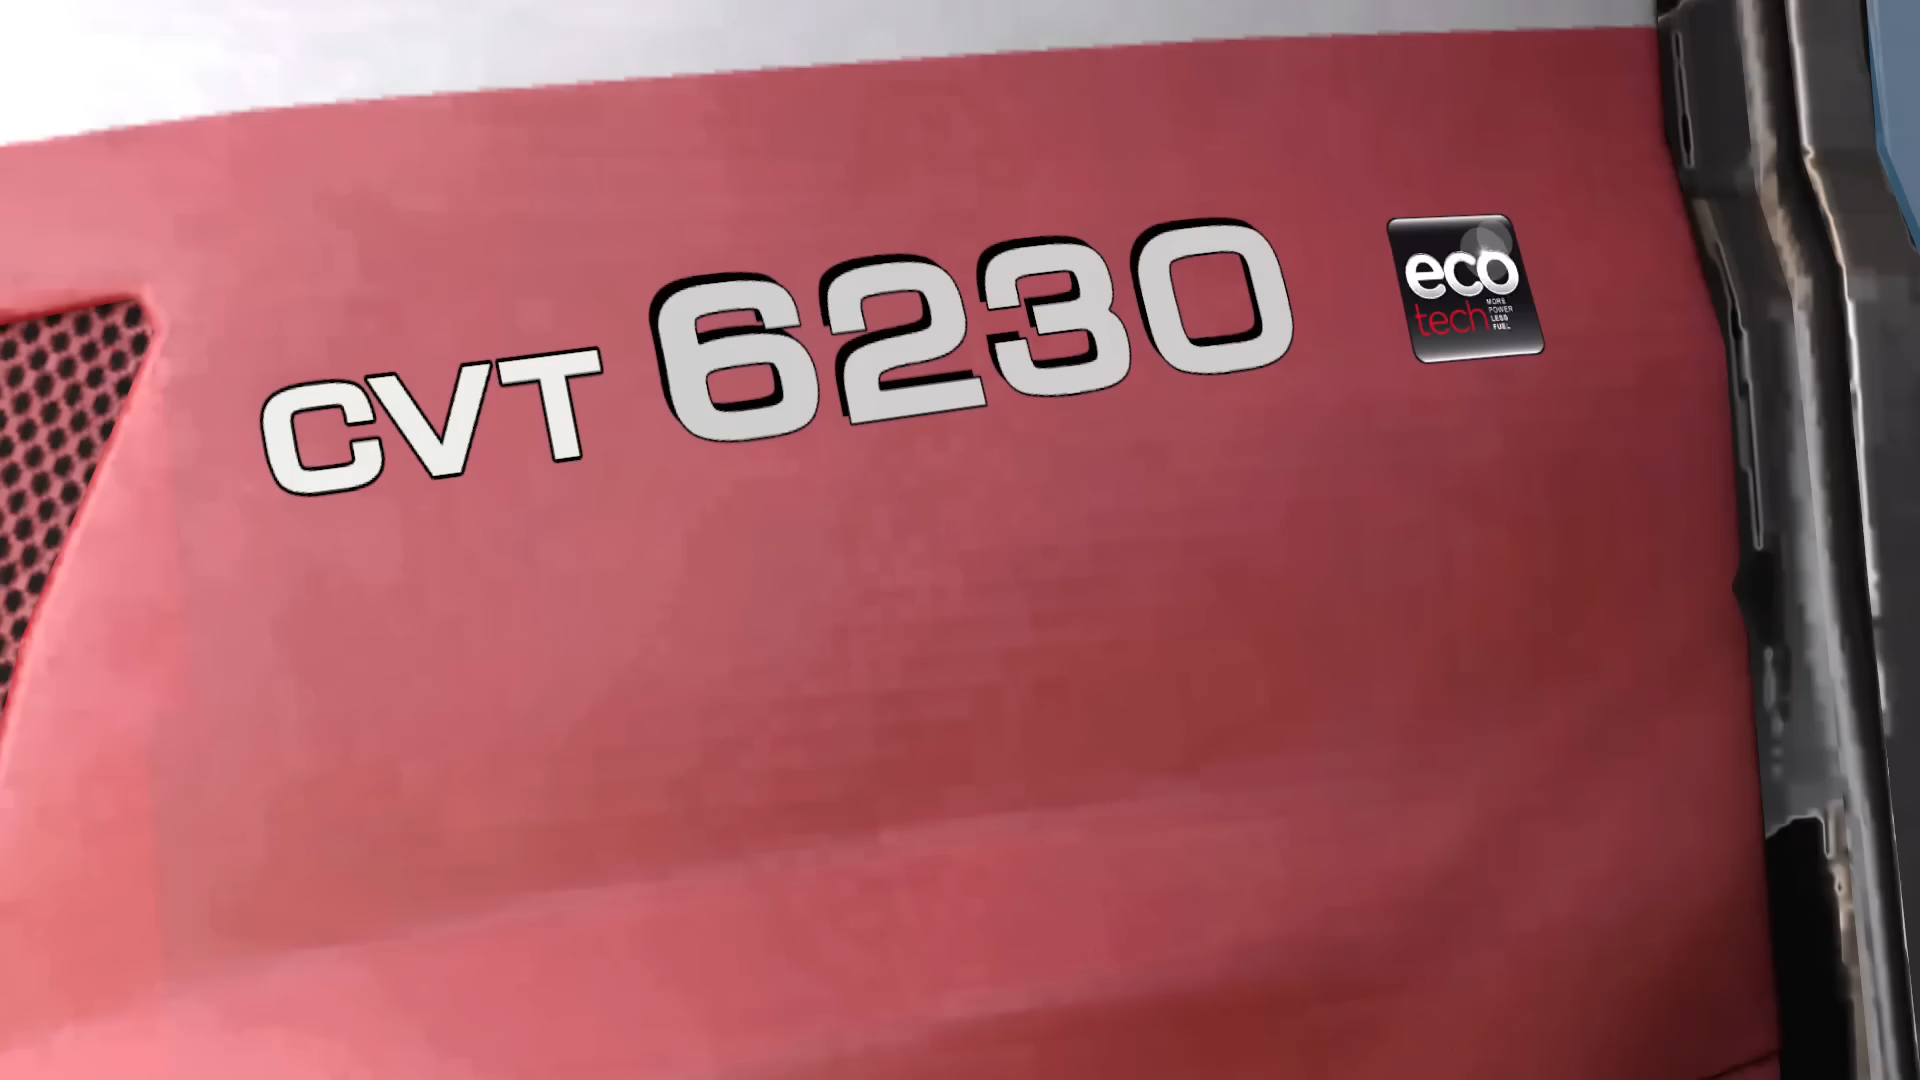 CVT 6230
eco
tech
MORE
POWER
LESS
FUEL